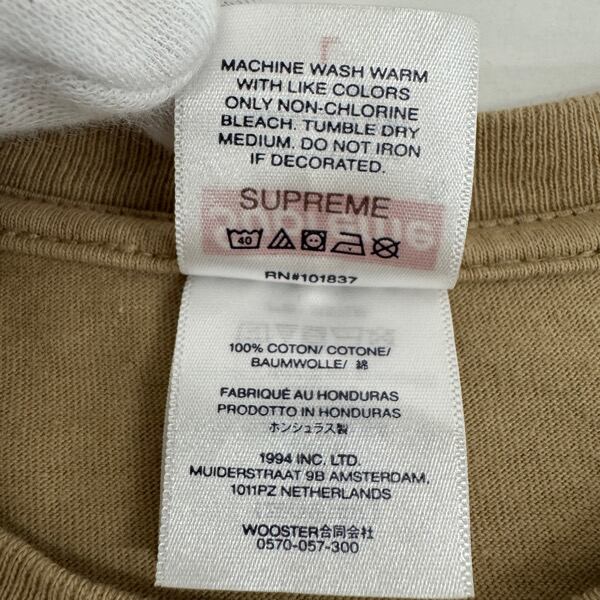 MACHINE WASH WARM
WITH LIKE COLORS
ONLY NON-CHLORINE
BLEACH. TUMBLE DRY
MEDIUM. DO NOT IRON
IF DECORATED.
SUPREME
40
RN#101837
100% COTON/ COTONE/
BAUMWOLLE/ 綿
FABRIQUÉ AU HONDURAS
PRODOTTO IN HONDURAS
ホンジュラス製
1994 INC. LTD.
MUIDERSTRAAT 9B AMSTERDAM,
1011PZ NETHERLANDS
WOOSTER合同会社
0570-057-300